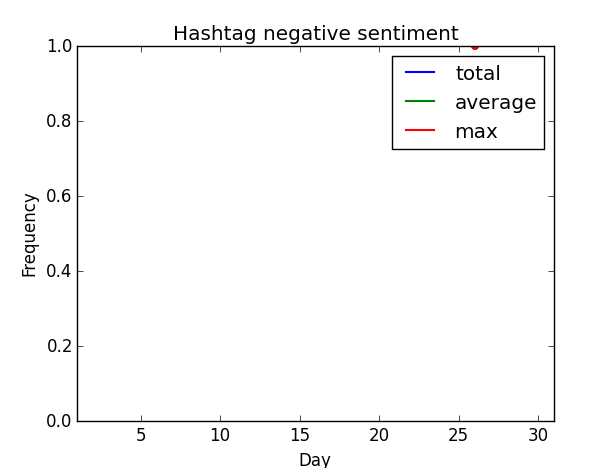 Hashtag negative sentiment
1.0
0.8
0.6
0.4
0.2
0.0
Frequency
total
average
max
5 10 15 20 25 30
Day